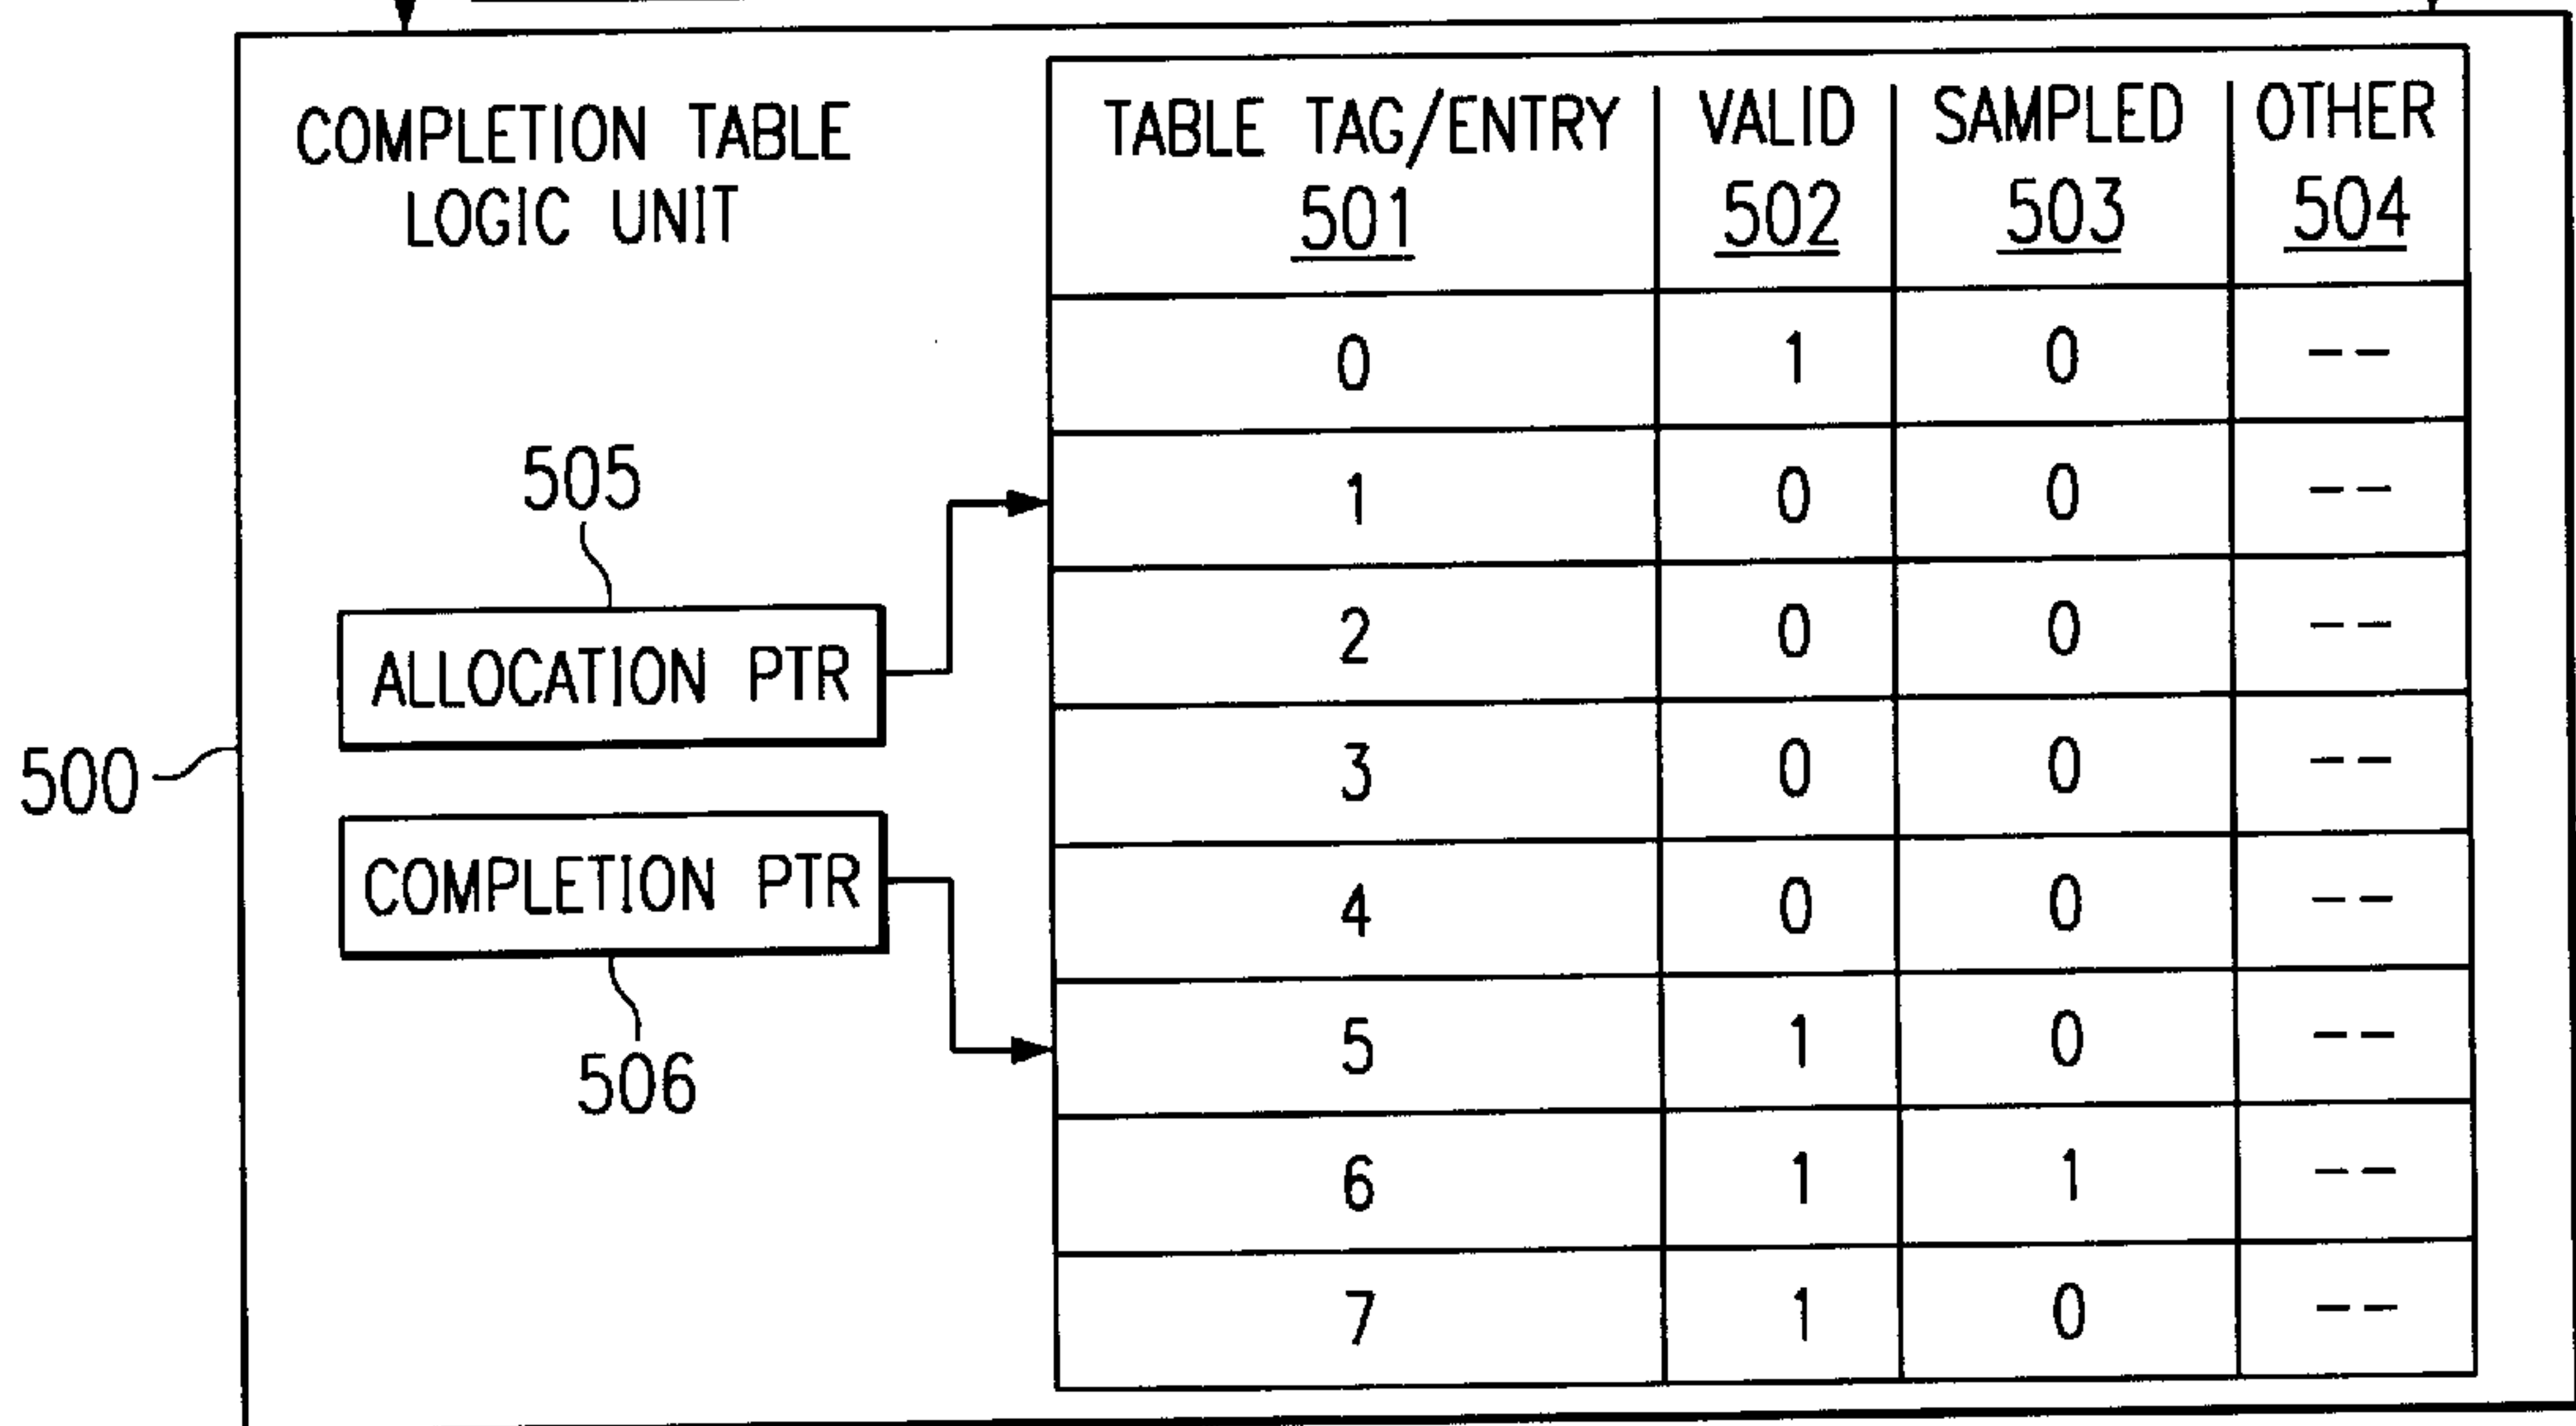 COMPLETION TABLE
LOGIC UNIT
TABLE TAG/ENTRY VALID SAMPLED OTHER
501 502 503 504
0 1 0 --
1 0 0 --
2 0 0 --
3 0 0 --
4 0 0 --
5 1 0 --
6 1 1 --
7 1 0 --
505
ALLOCATION PTR
500
COMPLETION PTR
506